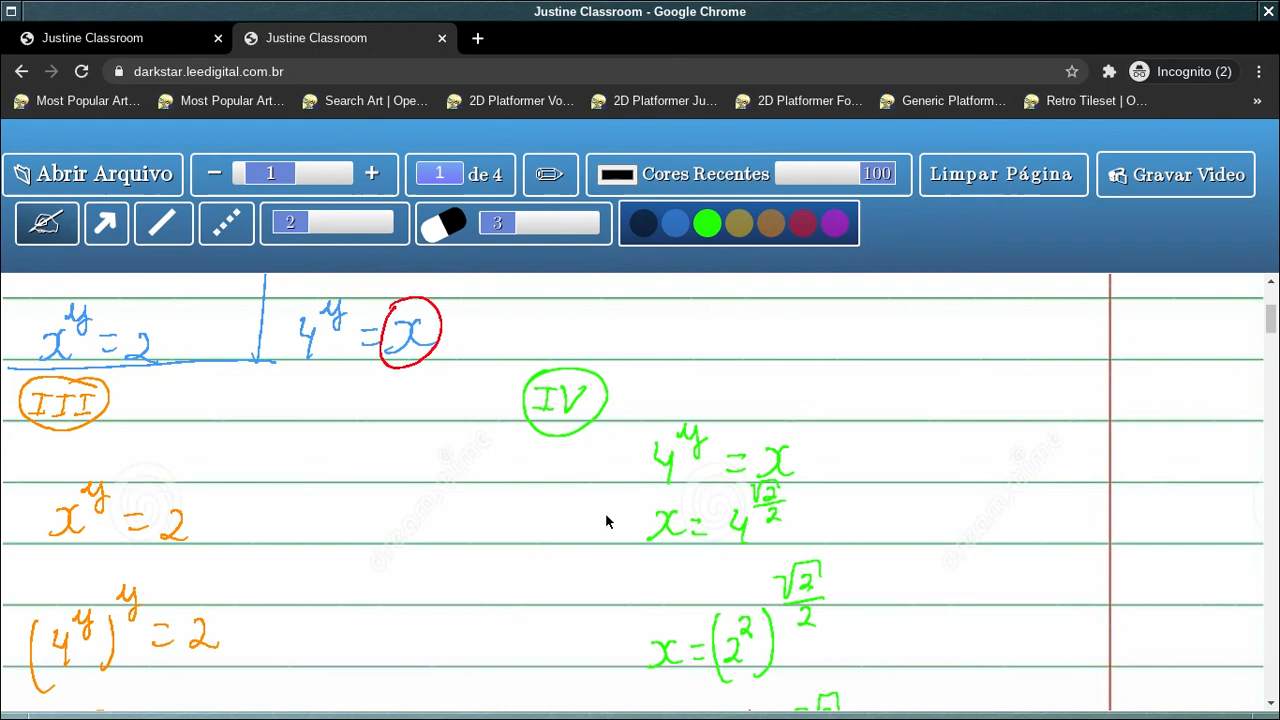 Justine Classroom - Google Chrome
Justine Classroom
Justine Classroom
darkstar.leedigital.com.br
Incognito (2)
Most Popular Art...
Most Popular Art...
Search Art | Ope...
2D Platformer Vo...
2D Platformer Ju...
2D Platformer Fo...
Generic Platform...
Retro Tileset | O...
Abrir Arquivo
− 1 +
1 de 4
Cores Recentes 100
Limpar Página
Gravar Video
2
3
x^y = 2
4^y = x
III
IV
x^y = 2
(4^y)^y = 2
4^y = x
x = 4^(√2/2)
x = (2^2)^(√2/2)
dreamstime
dreamstime